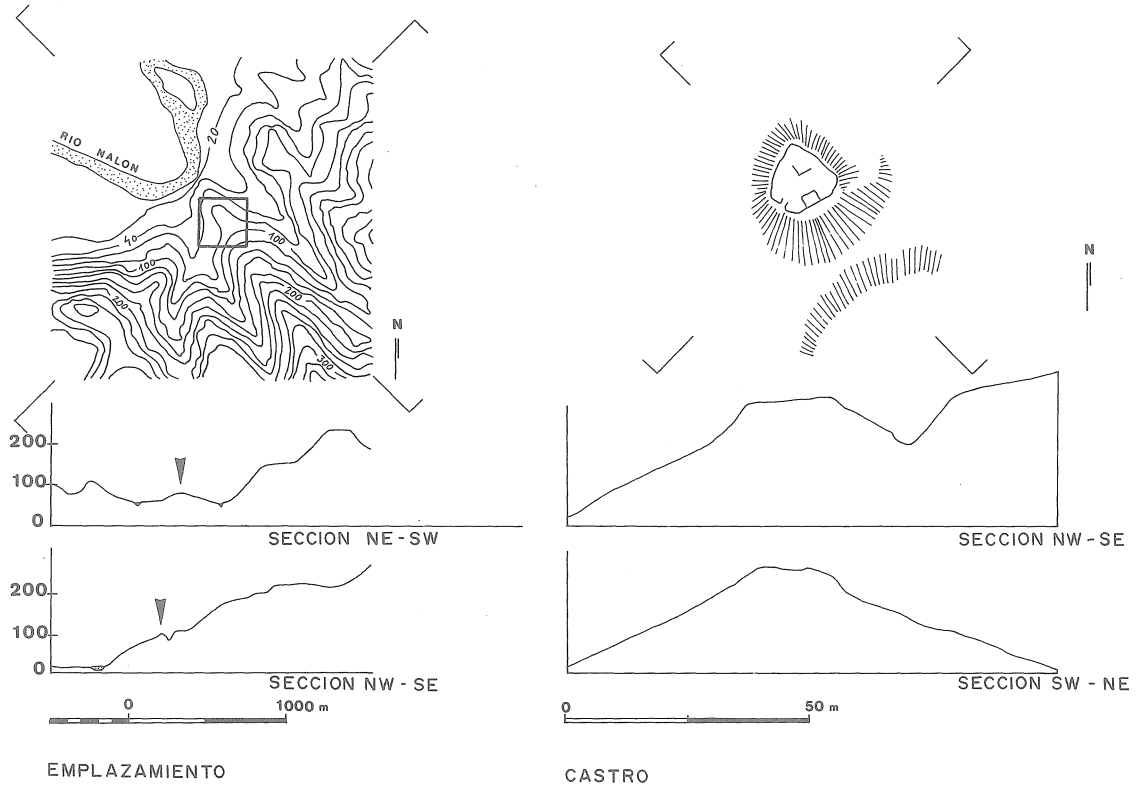 RIO NALON
20
40
100
100
200
200
300
N
N
200
100
0
SECCION NE-SW
SECCION NW-SE
200
100
0
SECCION NW-SE
SECCION SW-NE
0 1000 m
0 50 m
EMPLAZAMIENTO
CASTRO